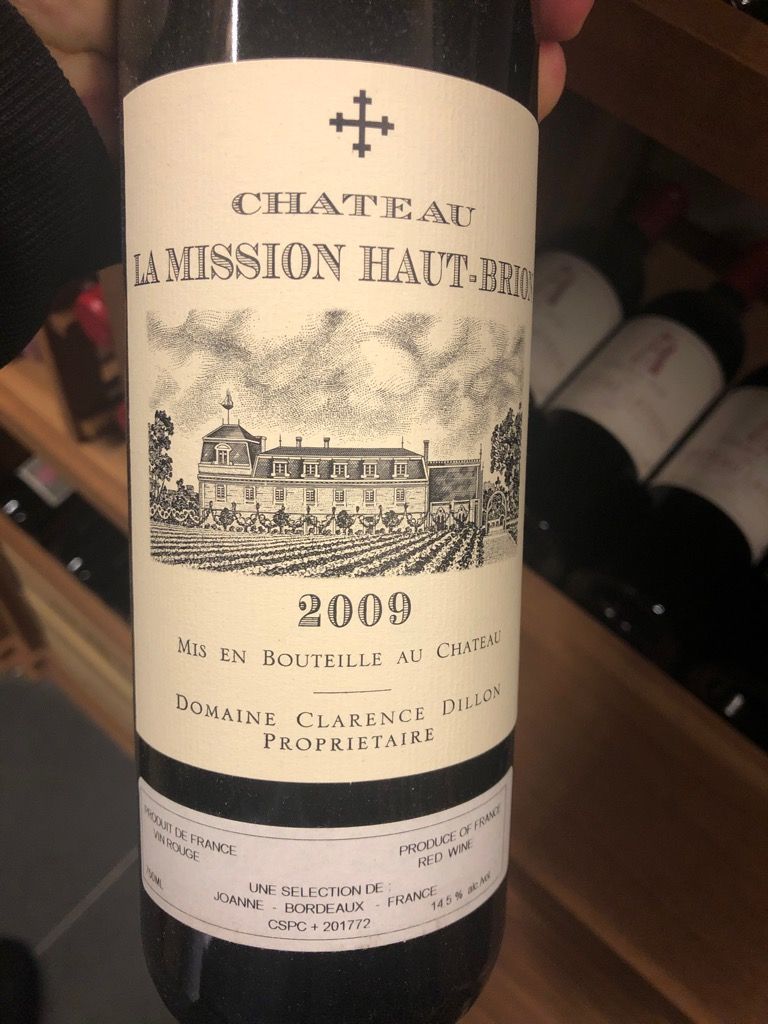 CHATEAU
LA MISSION HAUT-BRION
2009
MIS EN BOUTEILLE AU CHATEAU
DOMAINE CLARENCE DILLON
PROPRIETAIRE
PRODUIT DE FRANCE
VIN ROUGE
PRODUCE OF FRANCE
RED WINE
750ML
UNE SELECTION DE :
JOANNE - BORDEAUX - FRANCE
14.5 % alc./vol
CSPC + 201772